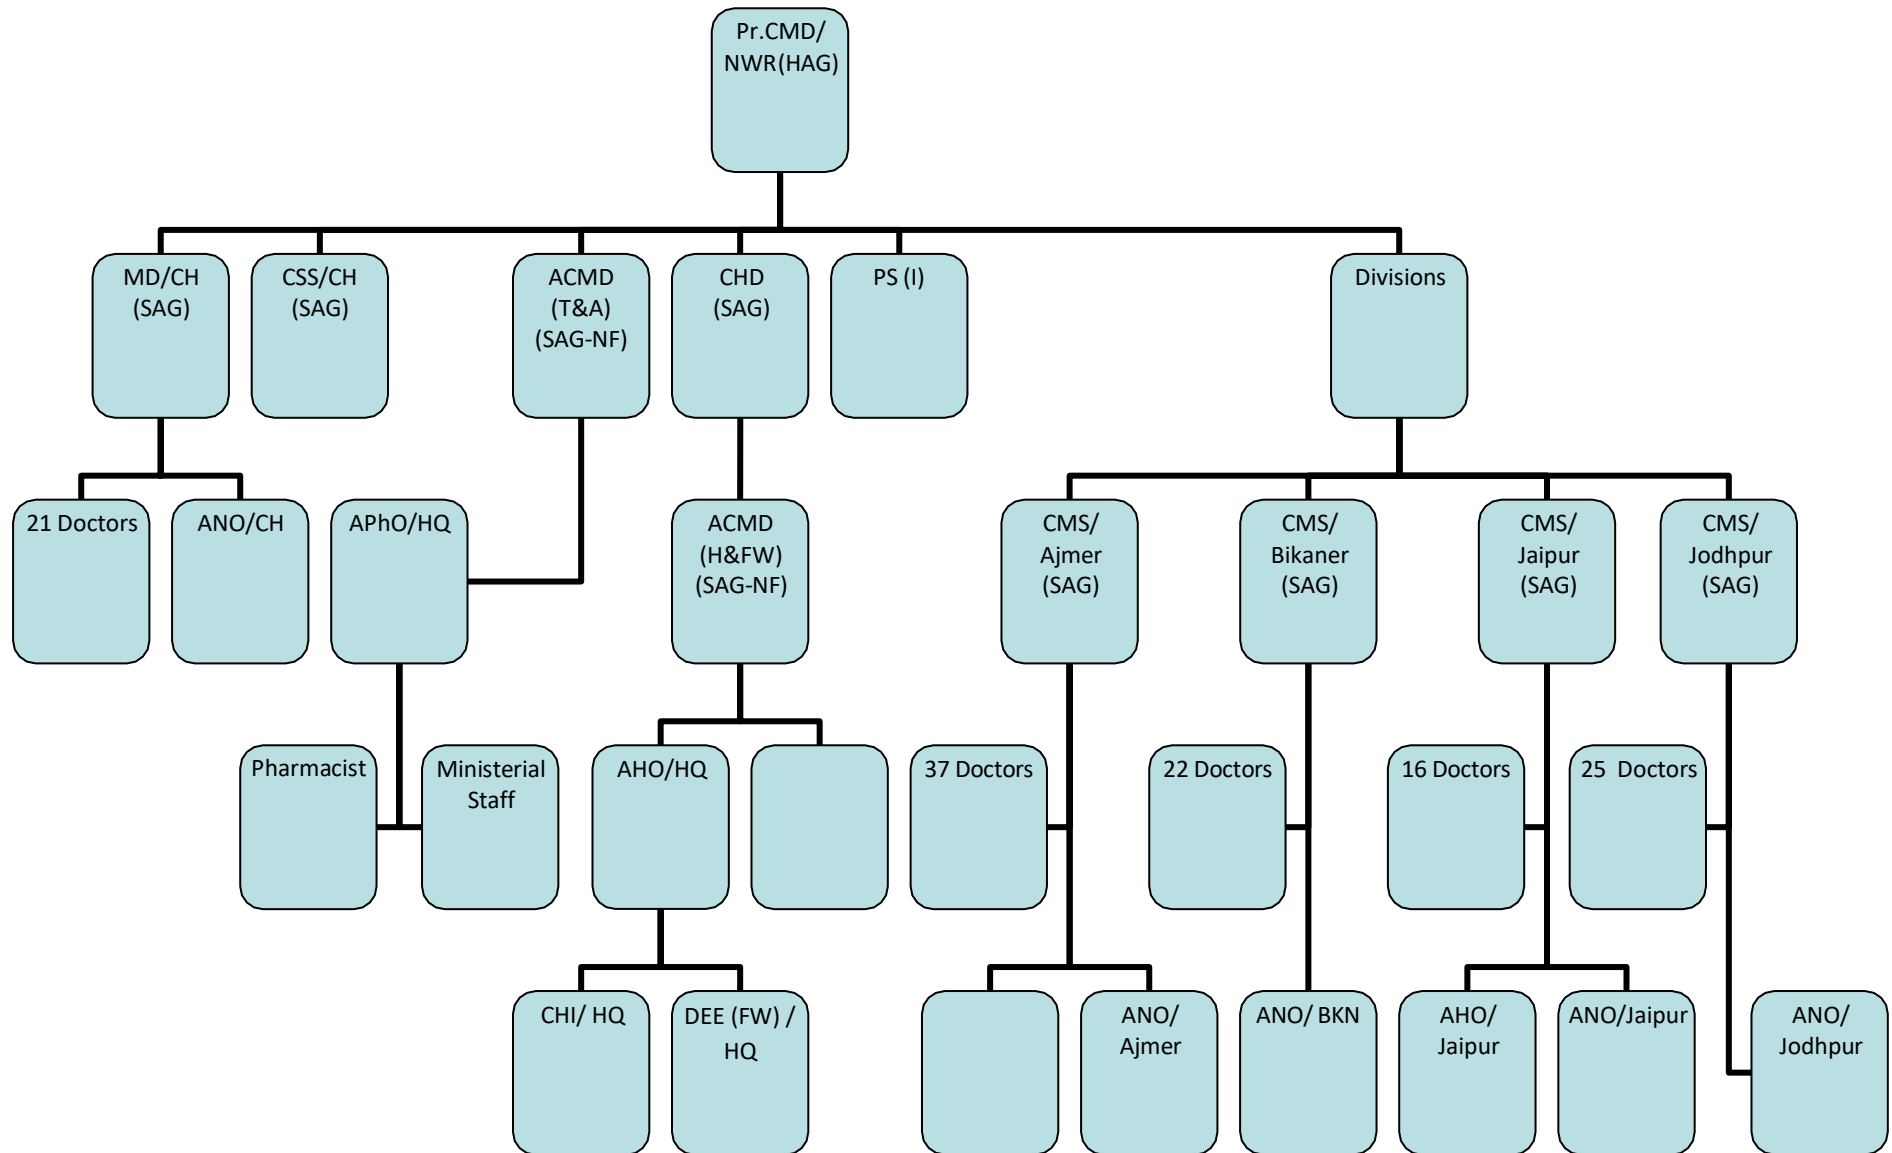 Pr.CMD/
NWR(HAG)
MD/CH
(SAG)
CSS/CH
(SAG)
ACMD
(T&A)
(SAG-NF)
CHD
(SAG)
PS (I)
Divisions
21 Doctors
ANO/CH
APhO/HQ
ACMD
(H&FW)
(SAG-NF)
CMS/
Ajmer
(SAG)
CMS/
Bikaner
(SAG)
CMS/
Jaipur
(SAG)
CMS/
Jodhpur
(SAG)
Pharmacist
Ministerial
Staff
AHO/HQ
37 Doctors
22 Doctors
16 Doctors
25 Doctors
CHI/ HQ
DEE (FW) /
HQ
ANO/
Ajmer
ANO/ BKN
AHO/
Jaipur
ANO/Jaipur
ANO/
Jodhpur